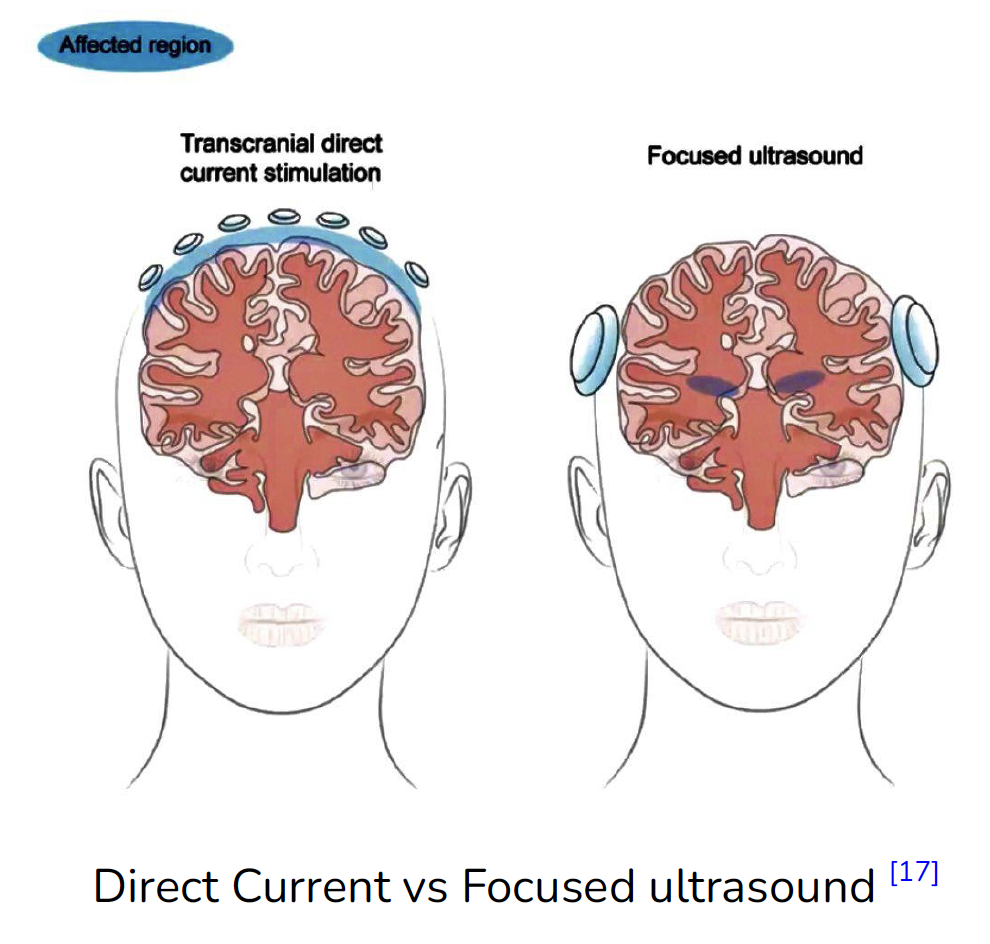 Affected region
Transcranial direct
current stimulation
Focused ultrasound
Direct Current vs Focused ultrasound [17]